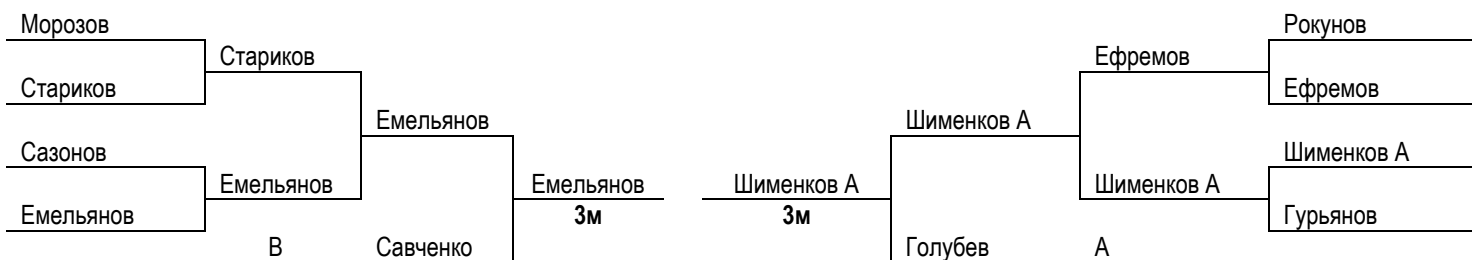 Морозов Рокунов
Стариков Ефремов
Стариков Ефремов
Емельянов Шименков А
Сазонов Шименков А
Емельянов Емельянов Шименков А Шименков А
Емельянов 3м 3м Гурьянов
В Савченко Голубев А